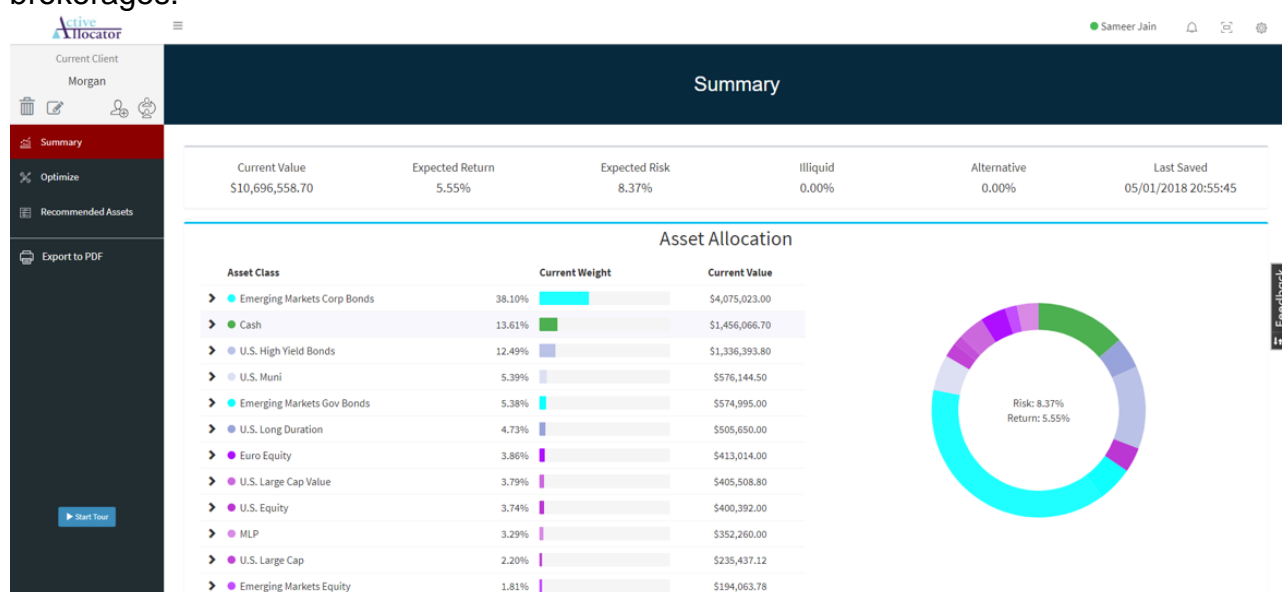 brokerages.
Active Allocator
Sameer Jain
Current Client
Morgan
Summary
Summary
Optimize
Recommended Assets
Export to PDF
Start Tour
Current Value Expected Return Expected Risk Illiquid Alternative Last Saved
$10,696,558.70 5.55% 8.37% 0.00% 0.00% 05/01/2018 20:55:45
Asset Allocation
Asset Class Current Weight Current Value
Emerging Markets Corp Bonds 38.10% $4,075,023.00
Cash 13.61% $1,456,066.70
U.S. High Yield Bonds 12.49% $1,336,393.80
U.S. Muni 5.39% $576,144.50
Emerging Markets Gov Bonds 5.38% $574,995.00
U.S. Long Duration 4.73% $505,650.00
Euro Equity 3.86% $413,014.00
U.S. Large Cap Value 3.79% $405,508.80
U.S. Equity 3.74% $400,392.00
MLP 3.29% $352,260.00
U.S. Large Cap 2.20% $235,437.12
Emerging Markets Equity 1.81% $194,063.78
Risk: 8.37%
Return: 5.55%
Feedback